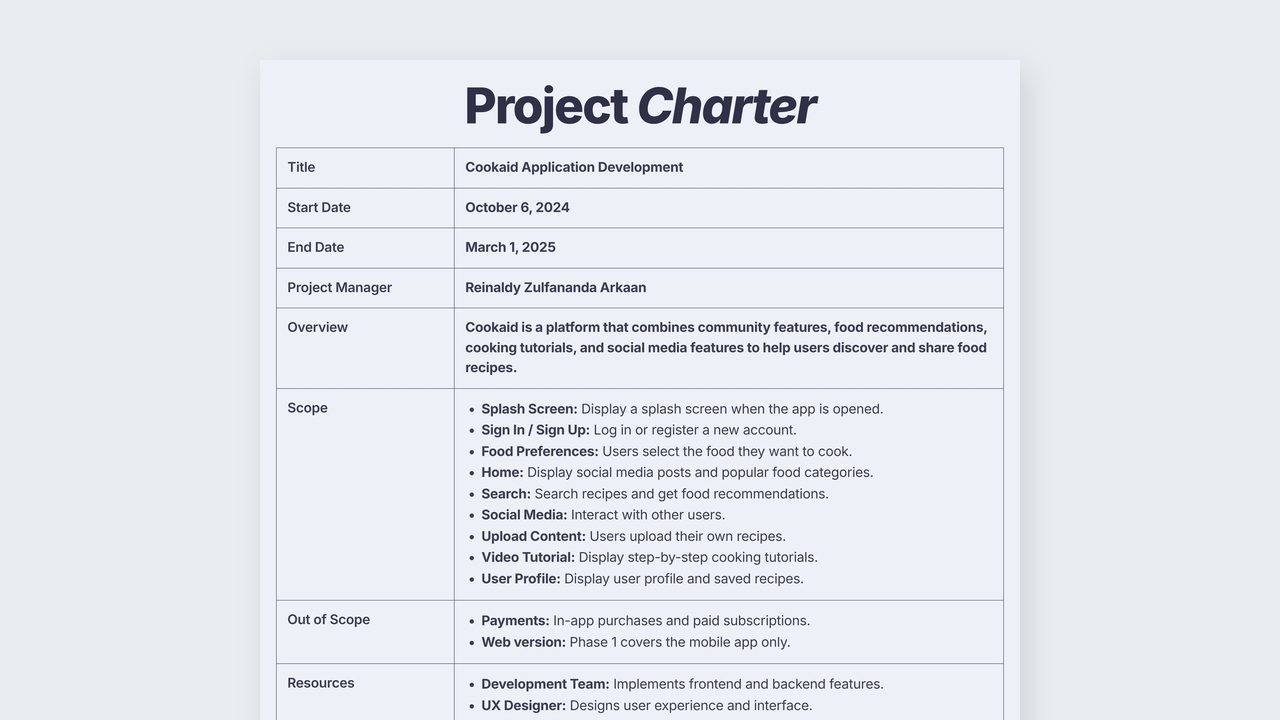 Project Charter
Title
Cookaid Application Development
Start Date
October 6, 2024
End Date
March 1, 2025
Project Manager
Reinaldy Zulfananda Arkaan
Overview
Cookaid is a platform that combines community features, food recommendations,
cooking tutorials, and social media features to help users discover and share food
recipes.
Scope
• Splash Screen: Display a splash screen when the app is opened.
• Sign In / Sign Up: Log in or register a new account.
• Food Preferences: Users select the food they want to cook.
• Home: Display social media posts and popular food categories.
• Search: Search recipes and get food recommendations.
• Social Media: Interact with other users.
• Upload Content: Users upload their own recipes.
• Video Tutorial: Display step-by-step cooking tutorials.
• User Profile: Display user profile and saved recipes.
Out of Scope
• Payments: In-app purchases and paid subscriptions.
• Web version: Phase 1 covers the mobile app only.
Resources
• Development Team: Implements frontend and backend features.
• UX Designer: Designs user experience and interface.